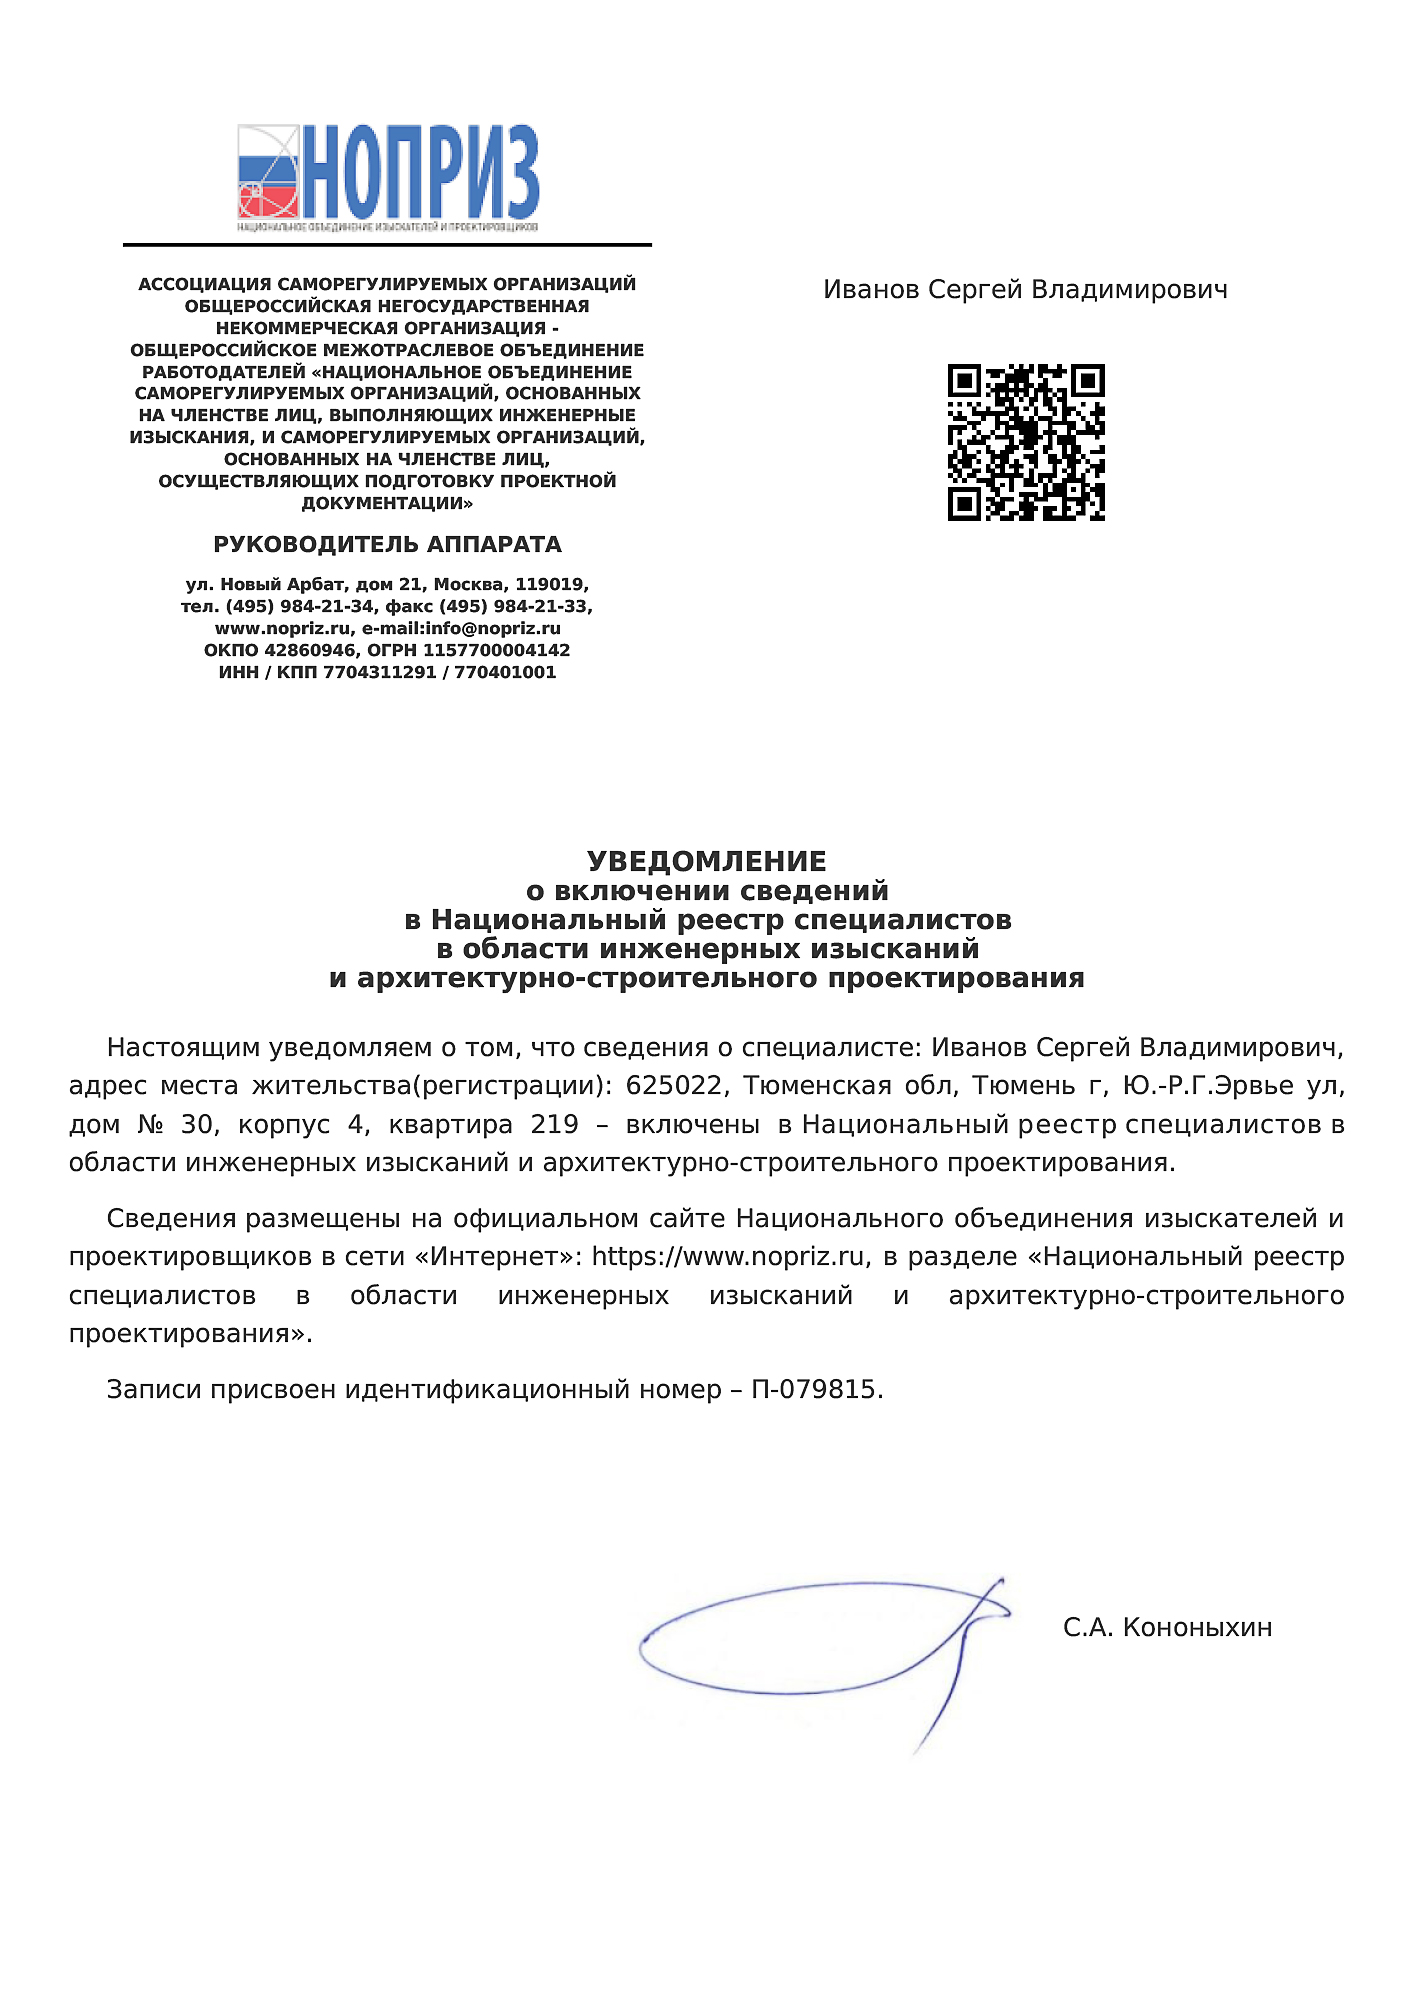 НОПРИЗ
НАЦИОНАЛЬНОЕ ОБЪЕДИНЕНИЕ ИЗЫСКАТЕЛЕЙ И ПРОЕКТИРОВЩИКОВ
АССОЦИАЦИЯ САМОРЕГУЛИРУЕМЫХ ОРГАНИЗАЦИЙ
ОБЩЕРОССИЙСКАЯ НЕГОСУДАРСТВЕННАЯ
НЕКОММЕРЧЕСКАЯ ОРГАНИЗАЦИЯ -
ОБЩЕРОССИЙСКОЕ МЕЖОТРАСЛЕВОЕ ОБЪЕДИНЕНИЕ
РАБОТОДАТЕЛЕЙ «НАЦИОНАЛЬНОЕ ОБЪЕДИНЕНИЕ
САМОРЕГУЛИРУЕМЫХ ОРГАНИЗАЦИЙ, ОСНОВАННЫХ
НА ЧЛЕНСТВЕ ЛИЦ, ВЫПОЛНЯЮЩИХ ИНЖЕНЕРНЫЕ
ИЗЫСКАНИЯ, И САМОРЕГУЛИРУЕМЫХ ОРГАНИЗАЦИЙ,
ОСНОВАННЫХ НА ЧЛЕНСТВЕ ЛИЦ,
ОСУЩЕСТВЛЯЮЩИХ ПОДГОТОВКУ ПРОЕКТНОЙ
ДОКУМЕНТАЦИИ»
РУКОВОДИТЕЛЬ АППАРАТА
ул. Новый Арбат, дом 21, Москва, 119019,
тел. (495) 984-21-34, факс (495) 984-21-33,
www.nopriz.ru, e-mail:info@nopriz.ru
ОКПО 42860946, ОГРН 1157700004142
ИНН / КПП 7704311291 / 770401001
Иванов Сергей Владимирович
УВЕДОМЛЕНИЕ
о включении сведений
в Национальный реестр специалистов
в области инженерных изысканий
и архитектурно-строительного проектирования
Настоящим уведомляем о том, что сведения о специалисте: Иванов Сергей Владимирович,
адрес места жительства(регистрации): 625022, Тюменская обл, Тюмень г, Ю.-Р.Г.Эрвье ул,
дом № 30, корпус 4, квартира 219 – включены в Национальный реестр специалистов в
области инженерных изысканий и архитектурно-строительного проектирования.
Сведения размещены на официальном сайте Национального объединения изыскателей и
проектировщиков в сети «Интернет»: https://www.nopriz.ru, в разделе «Национальный реестр
специалистов в области инженерных изысканий и архитектурно-строительного
проектирования».
Записи присвоен идентификационный номер – П-079815.
С.А. Кононыхин